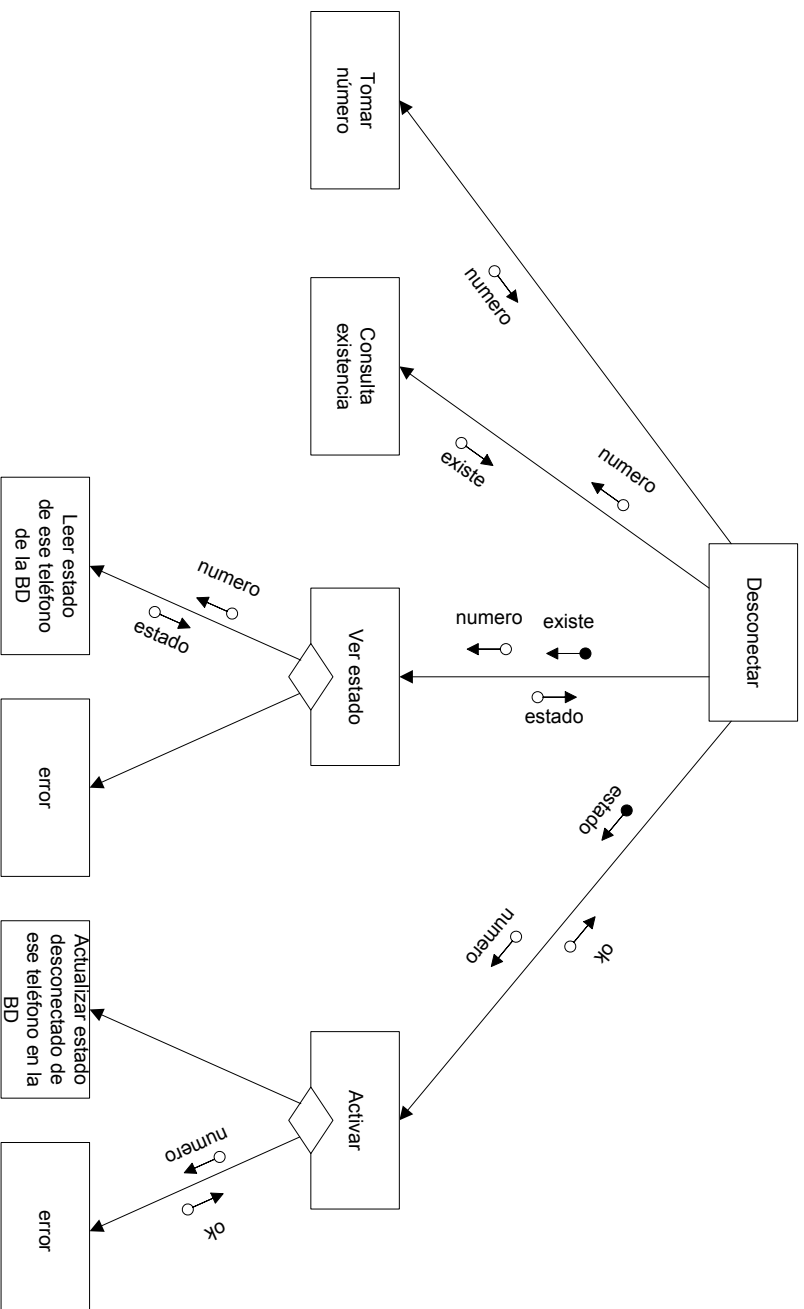 Desconectar
numero
numero
existe
existe
numero
estado
estado
numero
ok
Tomar
número
Consulta
existencia
Ver estado
Activar
numero
estado
numero
ok
Leer estado
de ese teléfono
de la BD
error
Actualizar estado
desconectado de
ese teléfono en la
BD
error